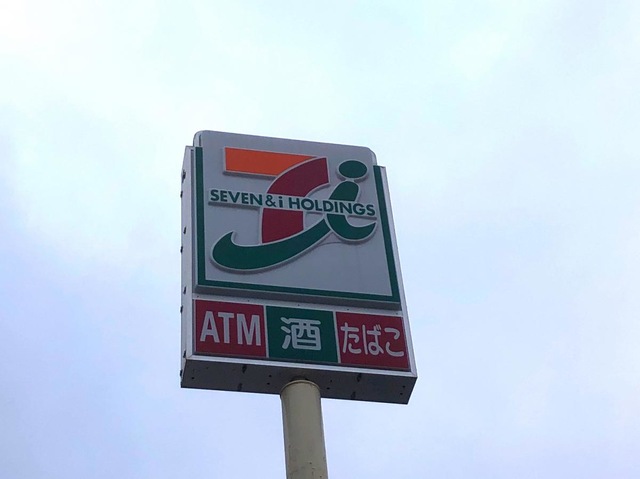 SEVEN & i HOLDINGS
ATM 酒 たばこ